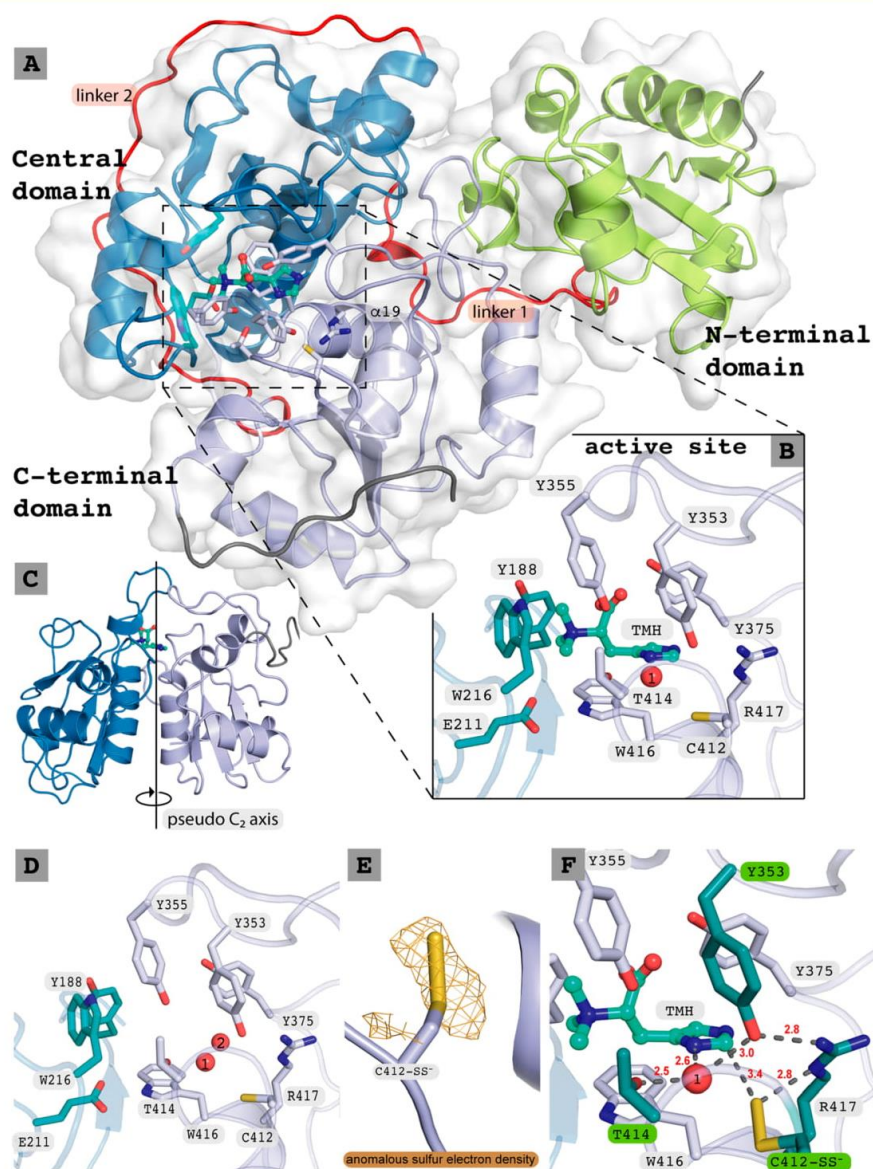 A
linker 2
Central
domain
α19
linker 1
N-terminal
domain
C-terminal
domain
active site
B
Y355
Y353
Y188
TMH
Y375
1
W216
T414
E211
R417
W416
C412
C
pseudo C₂ axis
D
Y355
Y353
Y188
Y375
2
1
W216
T414
R417
E211
W416
C412
E
C412-SS⁻
anomalous sulfur electron density
F
Y355
Y353
Y375
TMH
2.8
3.0
2.6
2.5
1
3.4
2.8
R417
T414
W416
C412-SS⁻